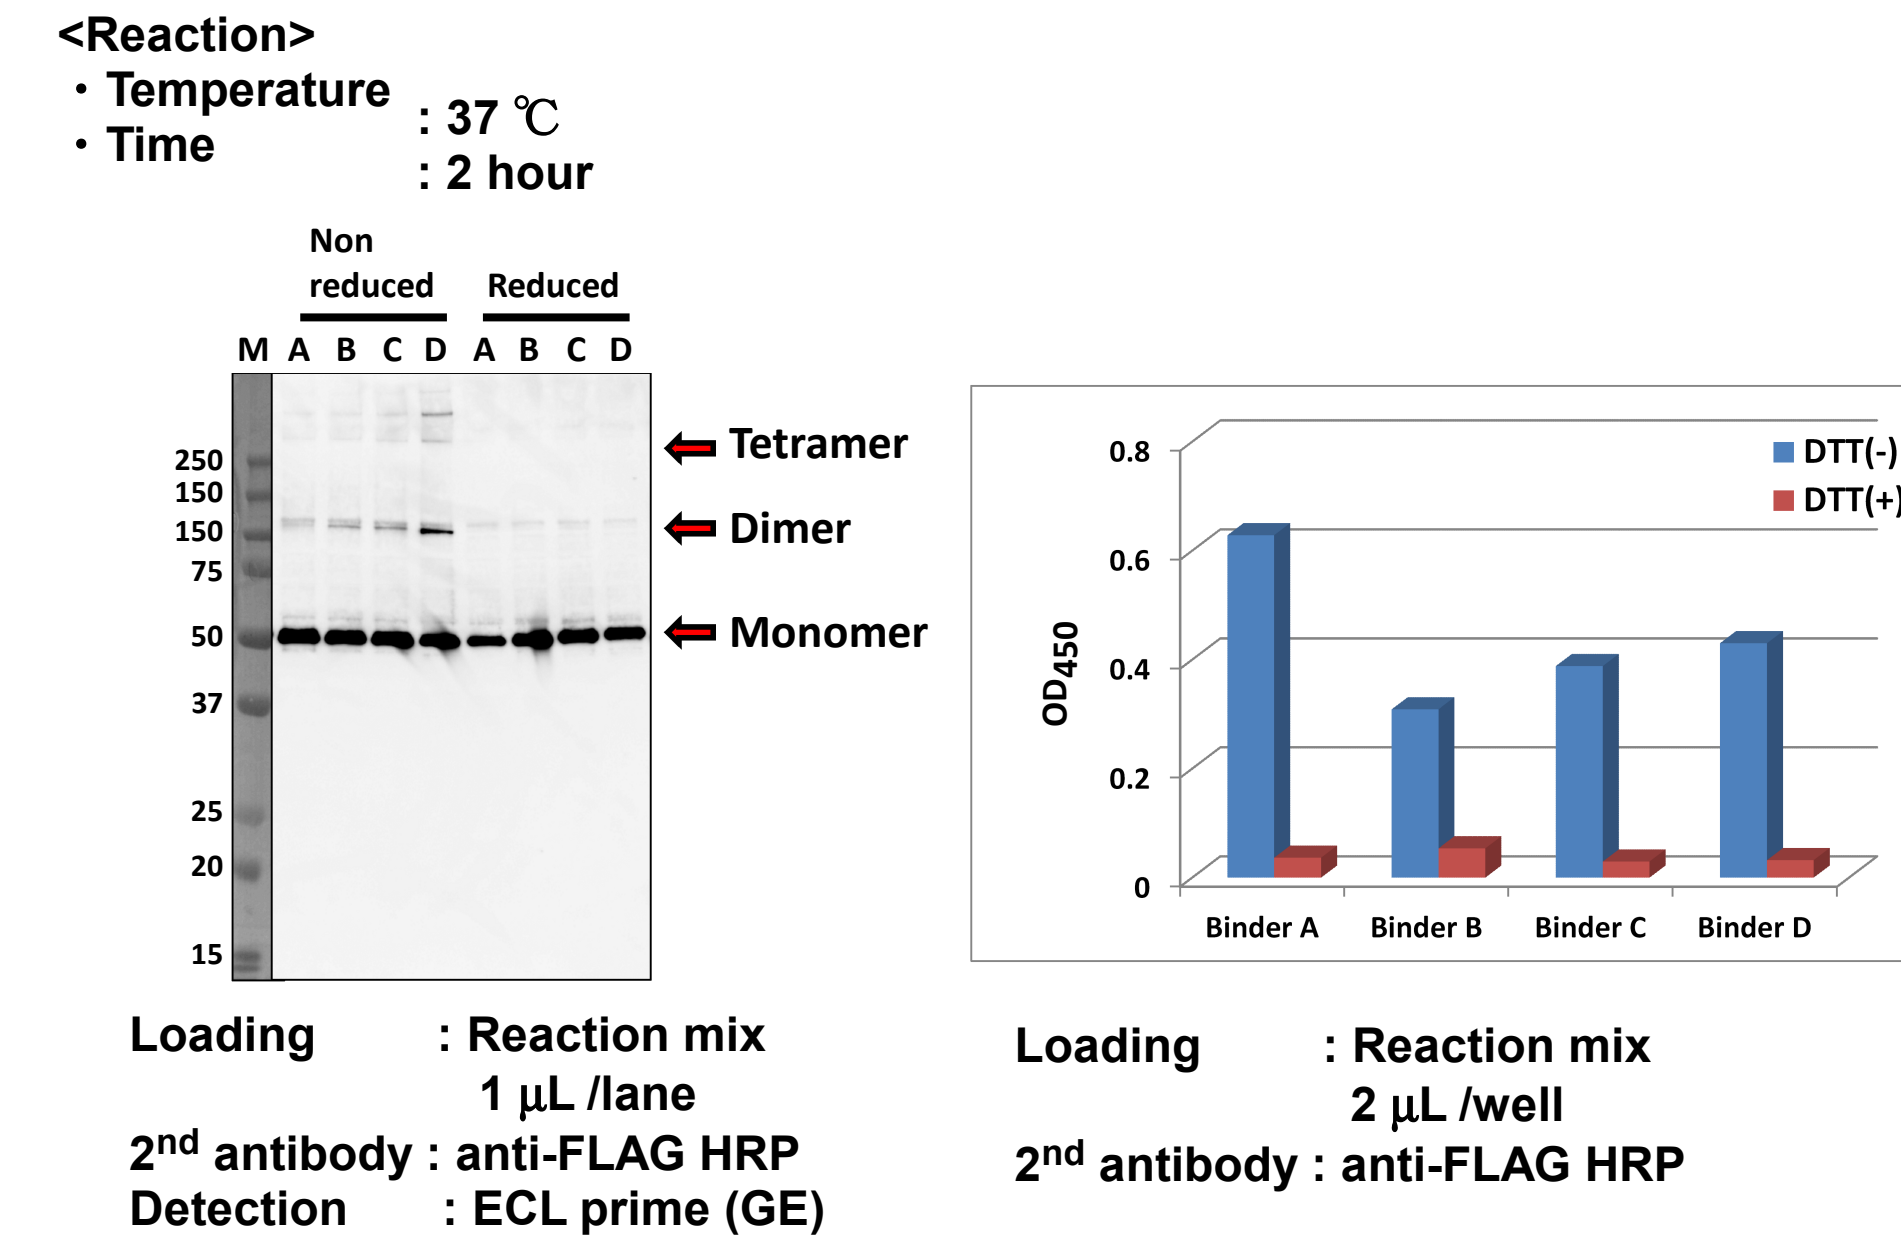 <Reaction>
・Temperature : 37 ℃
・Time : 2 hour
Non
reduced
Reduced
M A B C D A B C D
250
150
150
75
50
37
25
20
15
Tetramer
Dimer
Monomer
Loading : Reaction mix
1 μL /lane
2nd antibody : anti-FLAG HRP
Detection : ECL prime (GE)
0.8
0.6
0.4
0.2
0
OD450
DTT(-)
DTT(+)
Binder A Binder B Binder C Binder D
Loading : Reaction mix
2 μL /well
2nd antibody : anti-FLAG HRP